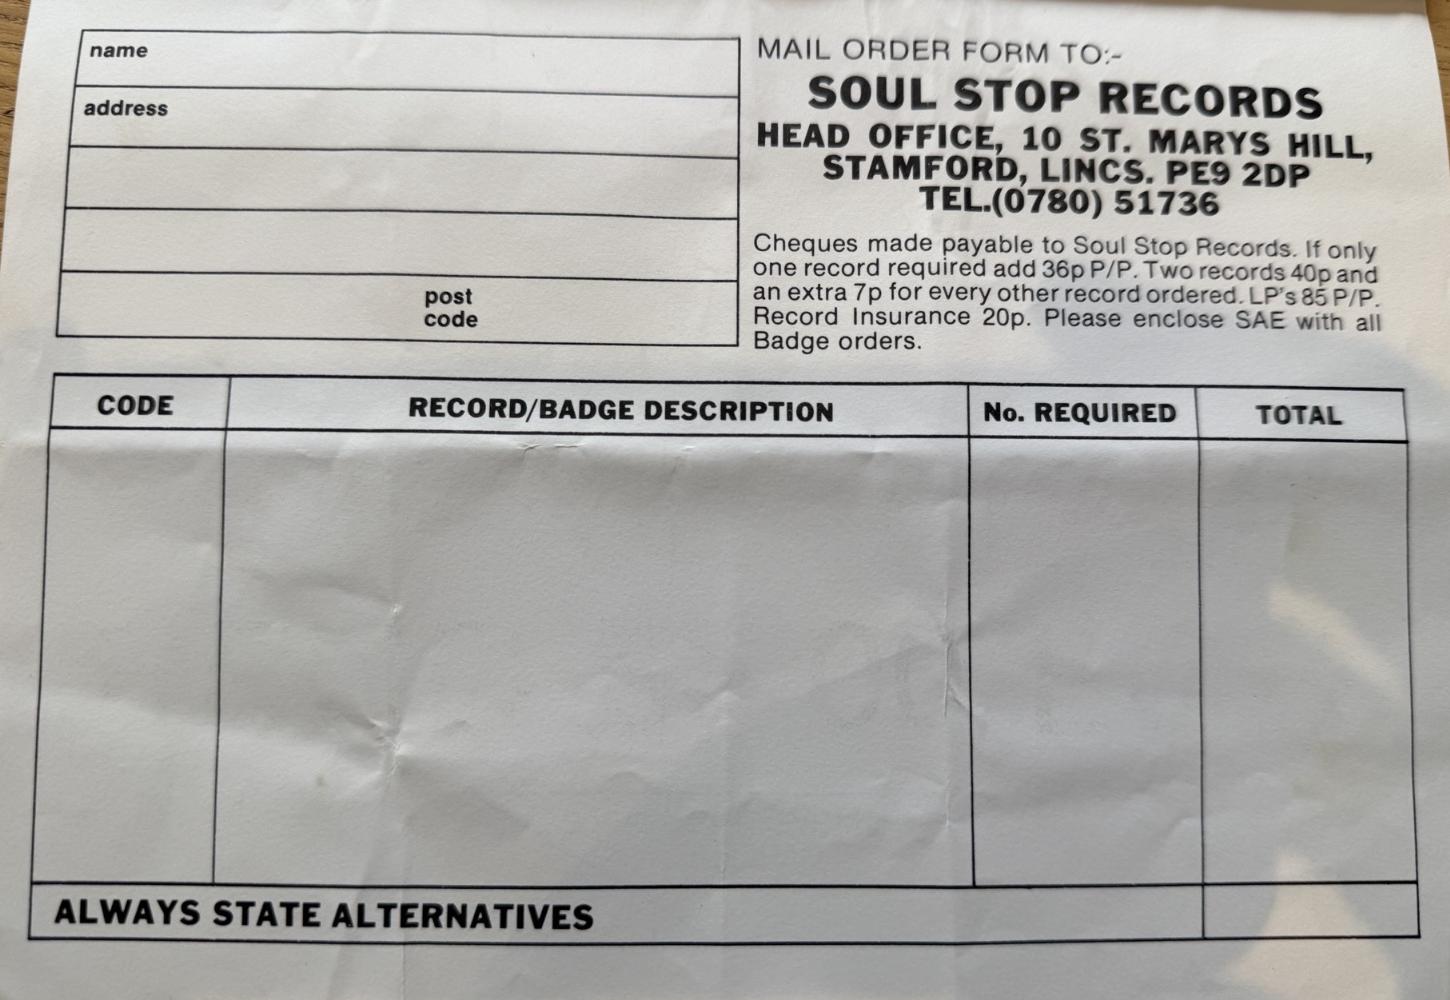 name
address
post
code
MAIL ORDER FORM TO:-
SOUL STOP RECORDS
HEAD OFFICE, 10 ST. MARYS HILL,
STAMFORD, LINCS. PE9 2DP
TEL.(0780) 51736
Cheques made payable to Soul Stop Records. If only
one record required add 36p P/P. Two records 40p and
an extra 7p for every other record ordered. LP's 85 P/P.
Record Insurance 20p. Please enclose SAE with all
Badge orders.
CODE RECORD/BADGE DESCRIPTION No. REQUIRED TOTAL
ALWAYS STATE ALTERNATIVES